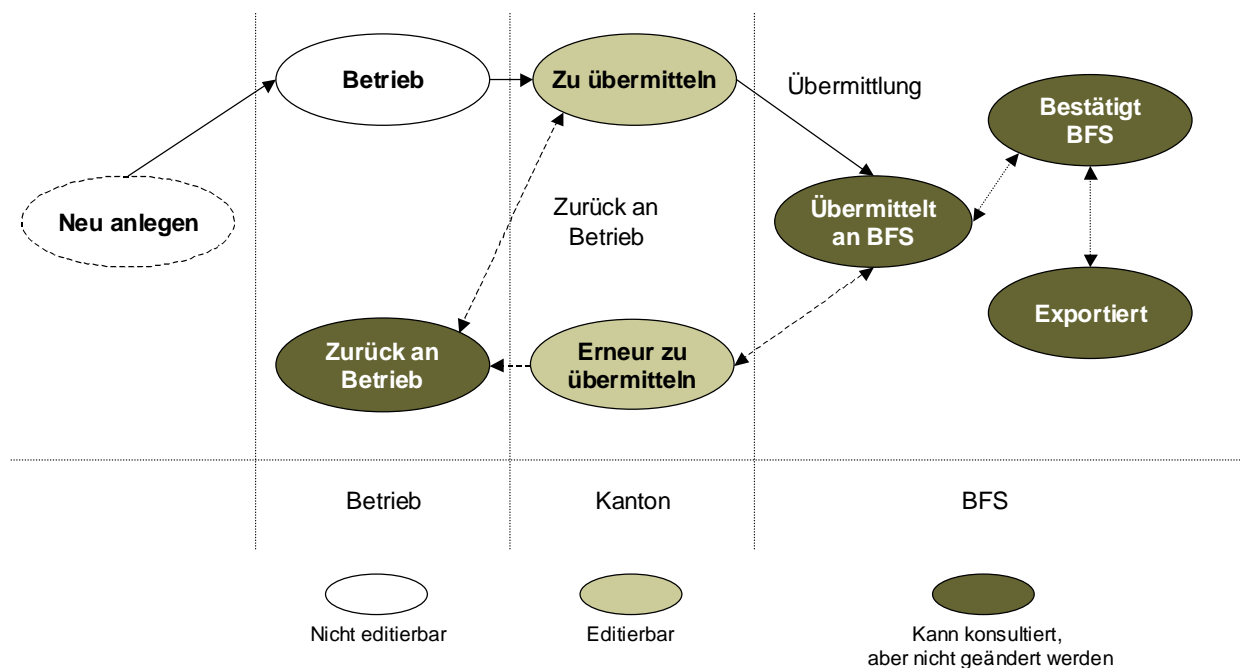 Betrieb
Zu übermitteln
Übermittlung
Bestätigt
BFS
Neu anlegen
Zurück an
Betrieb
Übermittelt
an BFS
Exportiert
Zurück an
Betrieb
Erneur zu
übermitteln
Betrieb
Kanton
BFS
Nicht editierbar
Editierbar
Kann konsultiert,
aber nicht geändert werden